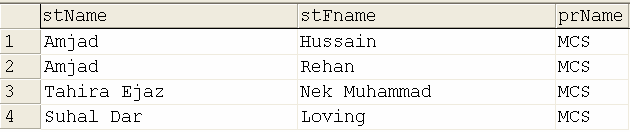 stName stFname prName
1 Amjad Hussain MCS
2 Amjad Rehan MCS
3 Tahira Ejaz Nek Muhammad MCS
4 Suhal Dar Loving MCS